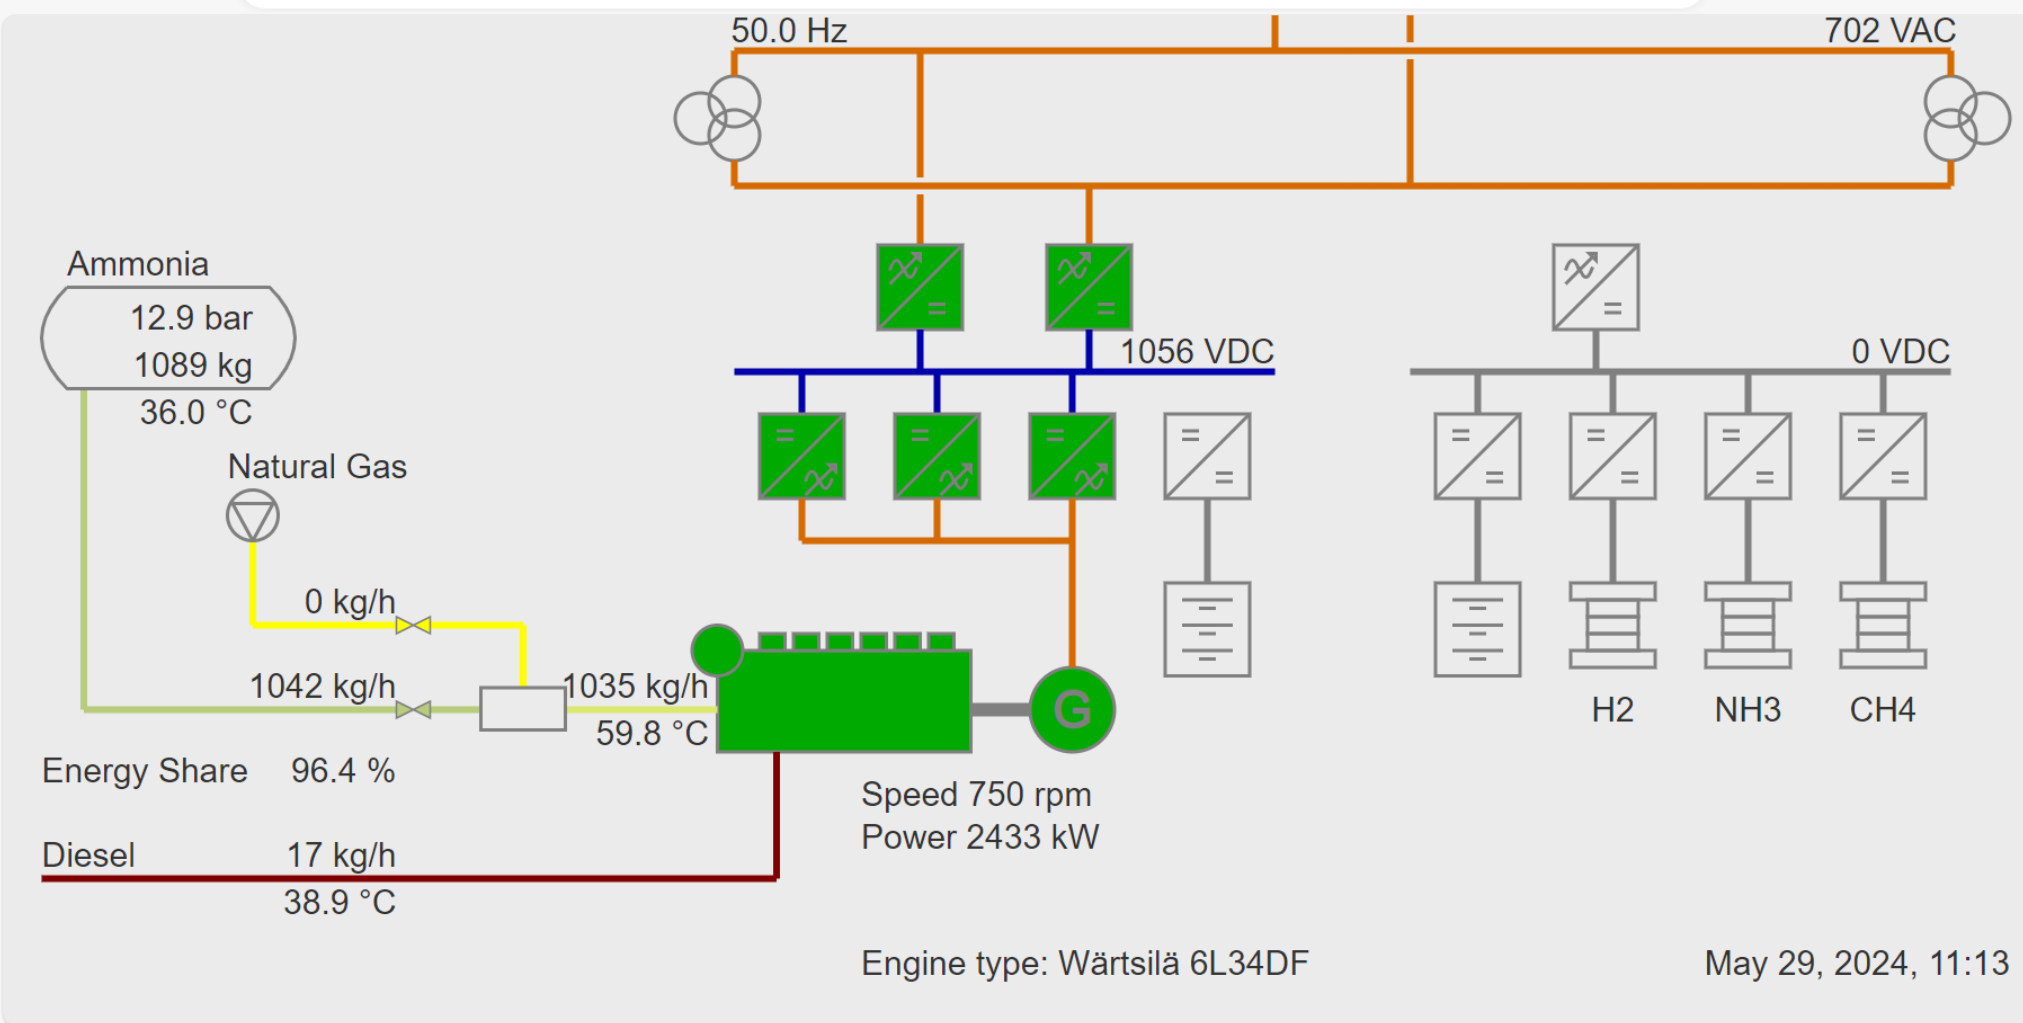 50.0 Hz
702 VAC
Ammonia
12.9 bar
1089 kg
36.0 °C
1056 VDC
0 VDC
Natural Gas
0 kg/h
1042 kg/h
1035 kg/h
59.8 °C
G
H2
NH3
CH4
Energy Share 96.4 %
Speed 750 rpm
Power 2433 kW
Diesel 17 kg/h
38.9 °C
Engine type: Wärtsilä 6L34DF
May 29, 2024, 11:13